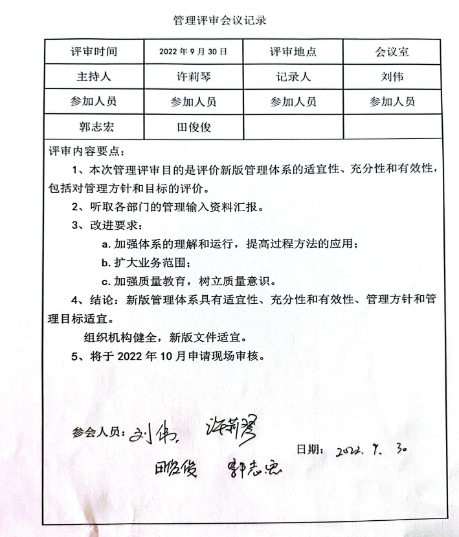 管理评审会议记录
评审时间 2022 年 9 月 30 日 评审地点 会议室
主持人 许莉琴 记录人 刘伟
参加人员 参加人员 参加人员 参加人员
郭志宏 田俊俊
评审内容要点：
1、本次管理评审目的是评价新版管理体系的适宜性、充分性和有效性，
包括对管理方针和目标的评价。
2、听取各部门的管理输入资料汇报。
3、改进要求：
a. 加强体系的理解和运行，提高过程方法的应用；
b. 扩大业务范围；
c. 加强质量教育，树立质量意识。
4、结论：新版管理体系具有适宜性、充分性和有效性、管理方针和管
理目标适宜。
组织机构健全，新版文件适宜。
5、将于 2022 年 10 月申请现场审核。
参会人员：刘伟 许莉琴
田俊俊 郭志宏
日期：2022. 9. 30